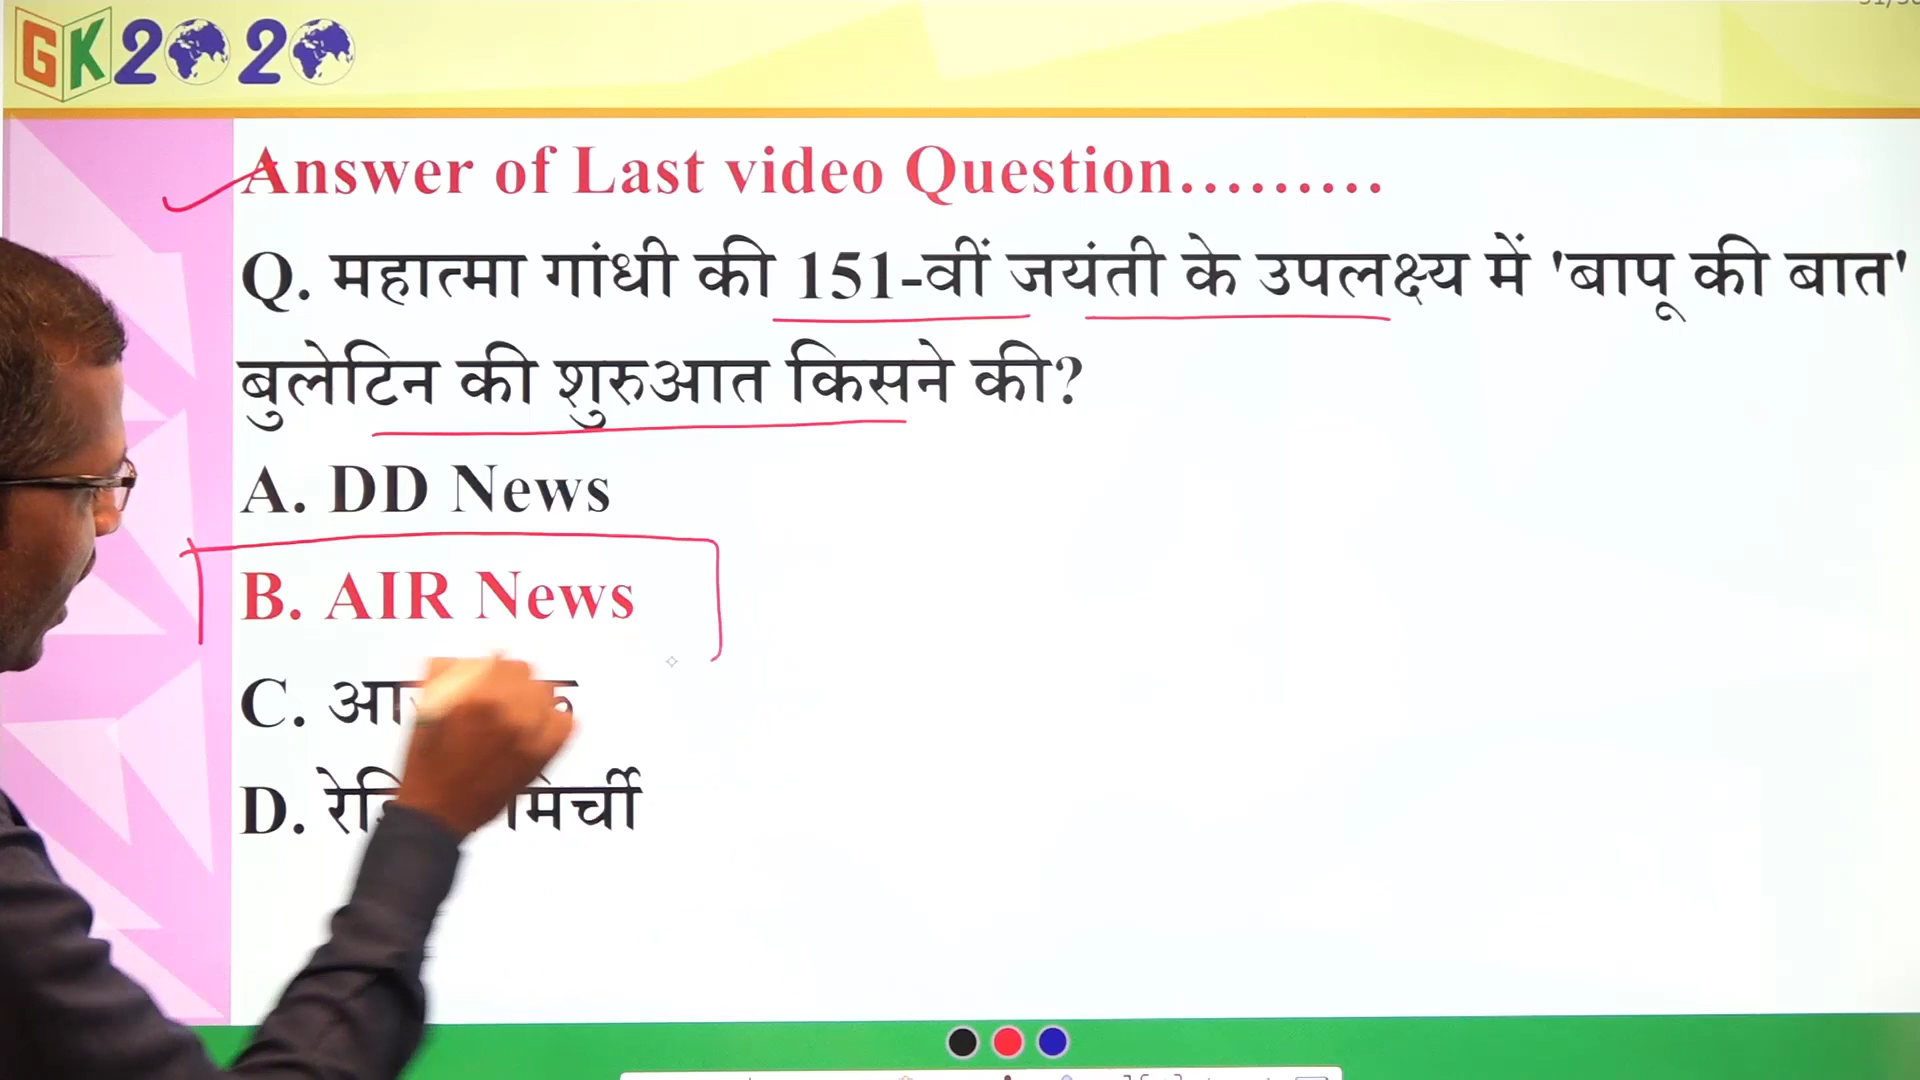 GK2020
Answer of Last video Question.........
Q. महात्मा गांधी की 151-वीं जयंती के उपलक्ष्य में 'बापू की बात'
बुलेटिन की शुरुआत किसने की?
A. DD News
B. AIR News
C.
D. मिर्ची